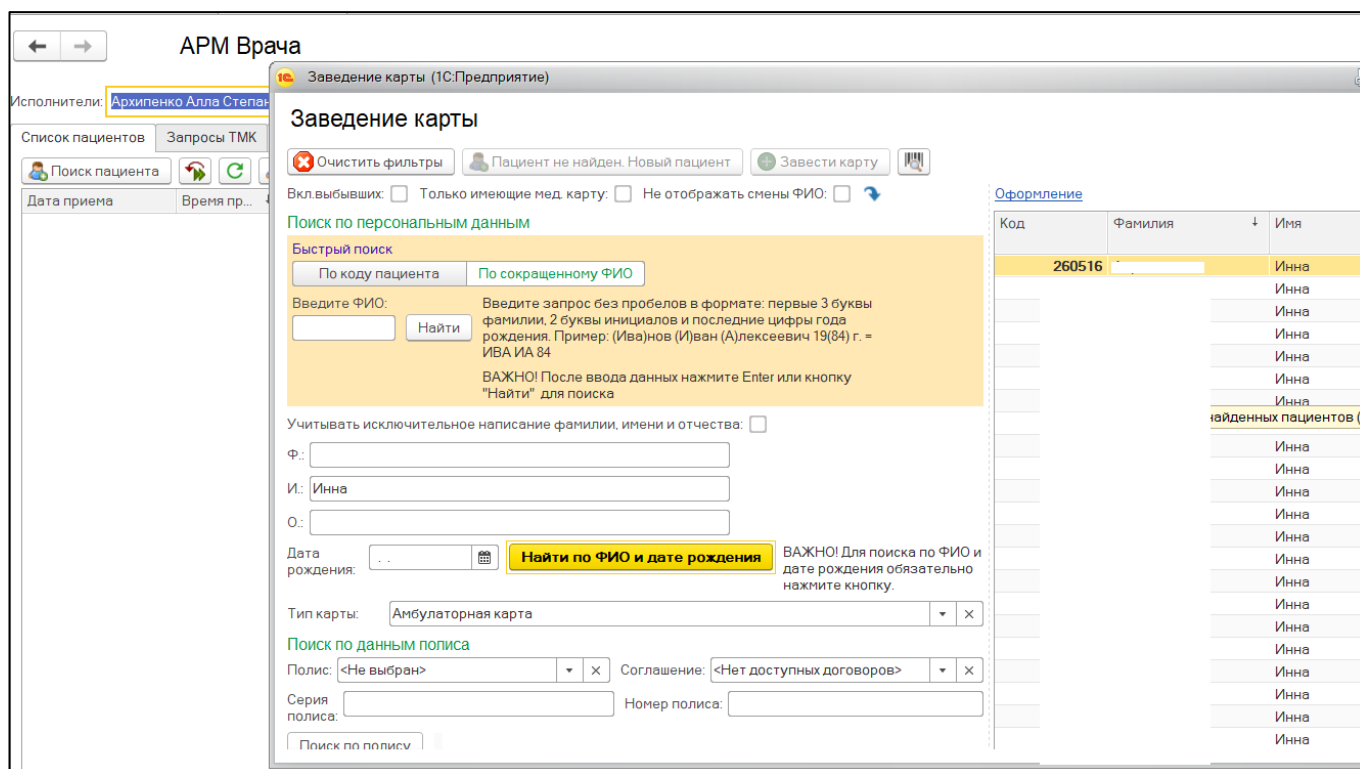 АРМ Врача
Исполнители: Архипенко Алла Степан
Список пациентов Запросы ТМК
Поиск пациента
Дата приема Время пр...
1С Заведение карты (1С:Предприятие)
Заведение карты
Очистить фильтры Пациент не найден. Новый пациент Завести карту
Вкл.выбывших: Только имеющие мед. карту: Не отображать смены ФИО:
Поиск по персональным данным
Быстрый поиск
По коду пациента По сокращенному ФИО
Введите ФИО:
Найти
Введите запрос без пробелов в формате: первые 3 буквы
фамилии, 2 буквы инициалов и последние цифры года
рождения. Пример: (Ива)нов (И)ван (А)лексеевич 19(84) г. =
ИВА ИА 84
ВАЖНО! После ввода данных нажмите Enter или кнопку
"Найти" для поиска
Учитывать исключительное написание фамилии, имени и отчества:
Ф.:
И.: Инна
О.:
Дата
рождения: . .
Найти по ФИО и дате рождения
ВАЖНО! Для поиска по ФИО и
дате рождения обязательно
нажмите кнопку.
Тип карты: Амбулаторная карта
Поиск по данным полиса
Полис: <Не выбран> Соглашение: <Нет доступных договоров>
Серия
полиса:
Номер полиса:
Поиск по полису
Оформление
Код Фамилия Имя
260516 Инна
Инна
Инна
Инна
Инна
Инна
Инна
найденных пациентов (
Инна
Инна
Инна
Инна
Инна
Инна
Инна
Инна
Инна
Инна
Инна
Инна
Инна
Инна